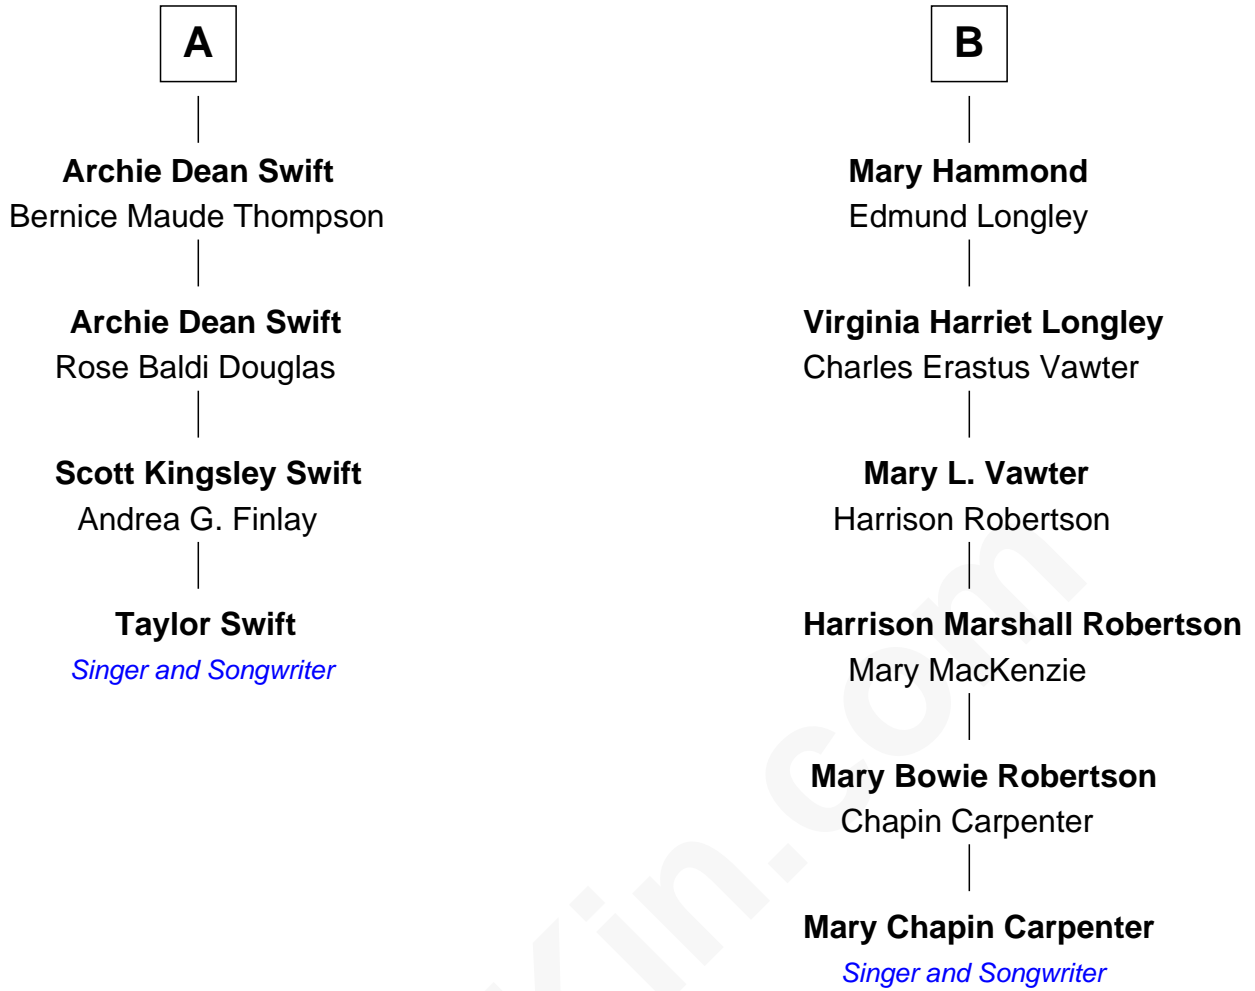 A
Archie Dean Swift
Bernice Maude Thompson
Archie Dean Swift
Rose Baldi Douglas
Scott Kingsley Swift
Andrea G. Finlay
Taylor Swift
Singer and Songwriter
B
Mary Hammond
Edmund Longley
Virginia Harriet Longley
Charles Erastus Vawter
Mary L. Vawter
Harrison Robertson
Harrison Marshall Robertson
Mary MacKenzie
Mary Bowie Robertson
Chapin Carpenter
Mary Chapin Carpenter
Singer and Songwriter
Kin.com